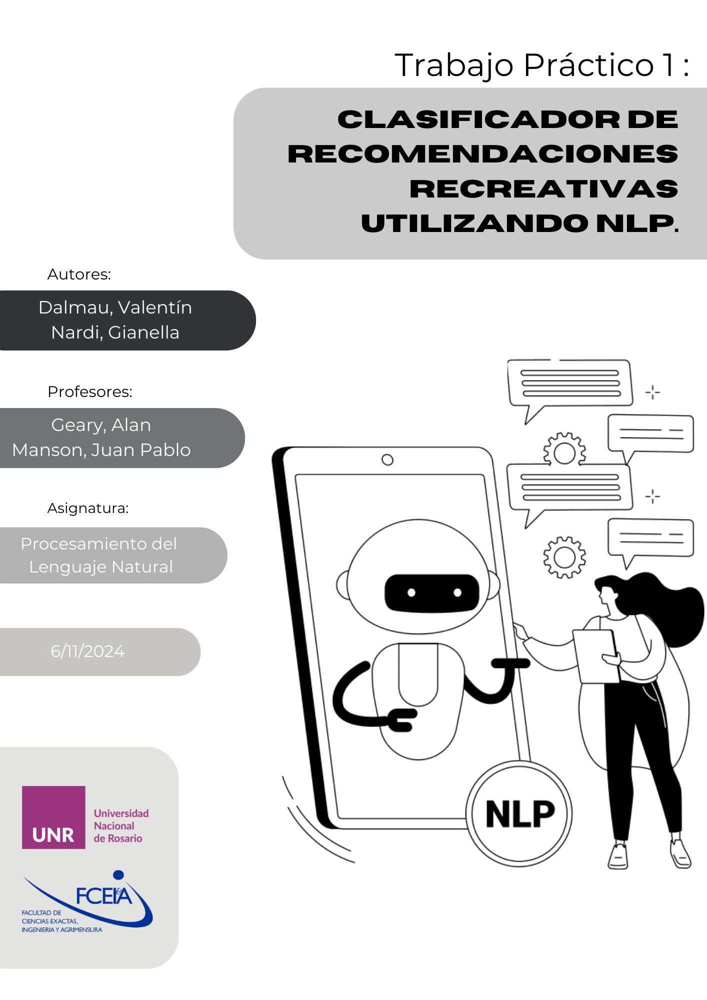 Trabajo Práctico 1 :
CLASIFICADOR DE
RECOMENDACIONES
RECREATIVAS
UTILIZANDO NLP.
Autores:
Dalmau, Valentín
Nardi, Gianella
Profesores:
Geary, Alan
Manson, Juan Pablo
Asignatura:
Procesamiento del
Lenguaje Natural
6/11/2024
NLP
UNR
Universidad
Nacional
de Rosario
FCEI&A
FACULTAD DE
CIENCIAS EXACTAS,
INGENIERIA Y AGRIMENSURA